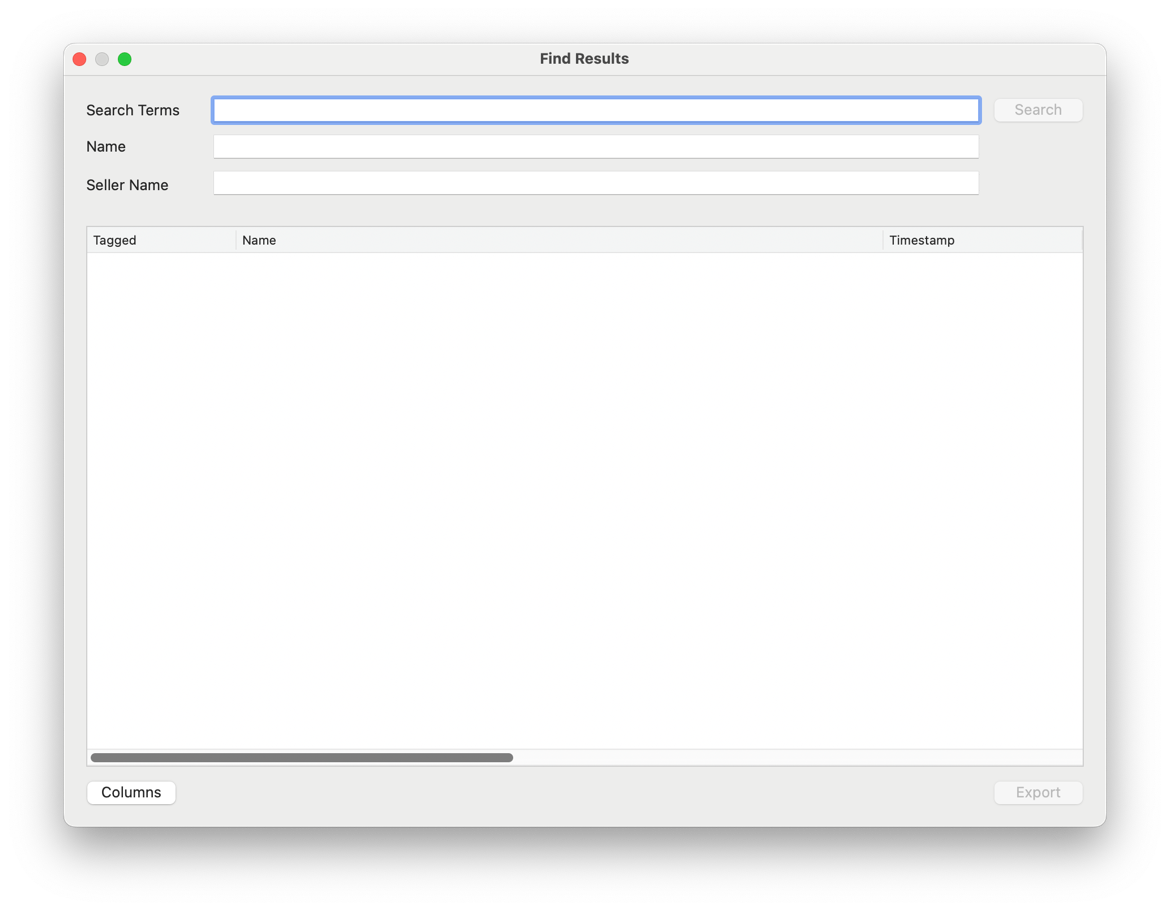 Find Results
Search Terms
Search
Name
Seller Name
Tagged Name Timestamp
Columns
Export